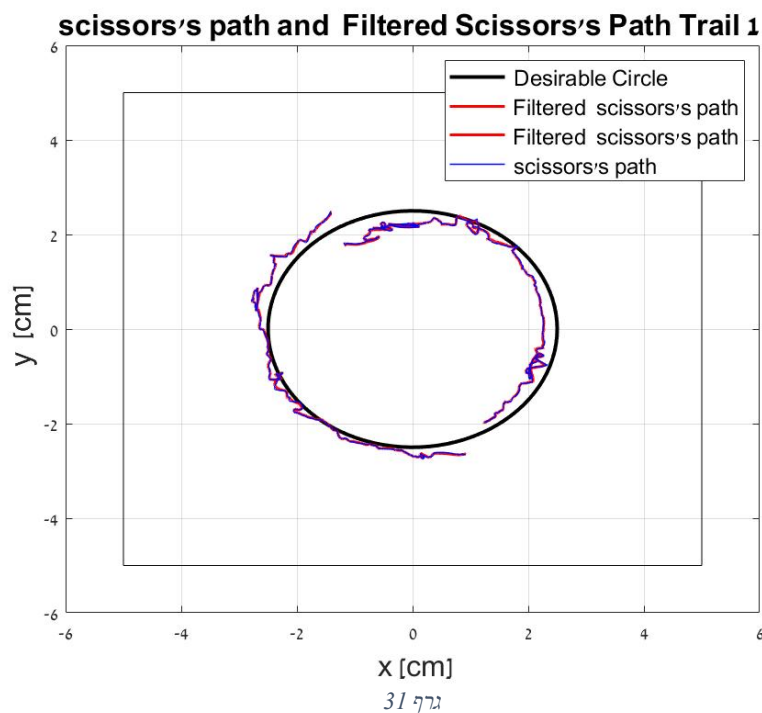 scissors's path and Filtered Scissors's Path Trail 1
Desirable Circle
Filtered scissors's path
Filtered scissors's path
scissors's path
6
4
2
0
-2
-4
-6
y [cm]
-6 -4 -2 0 2 4 6
x [cm]
גרף 31